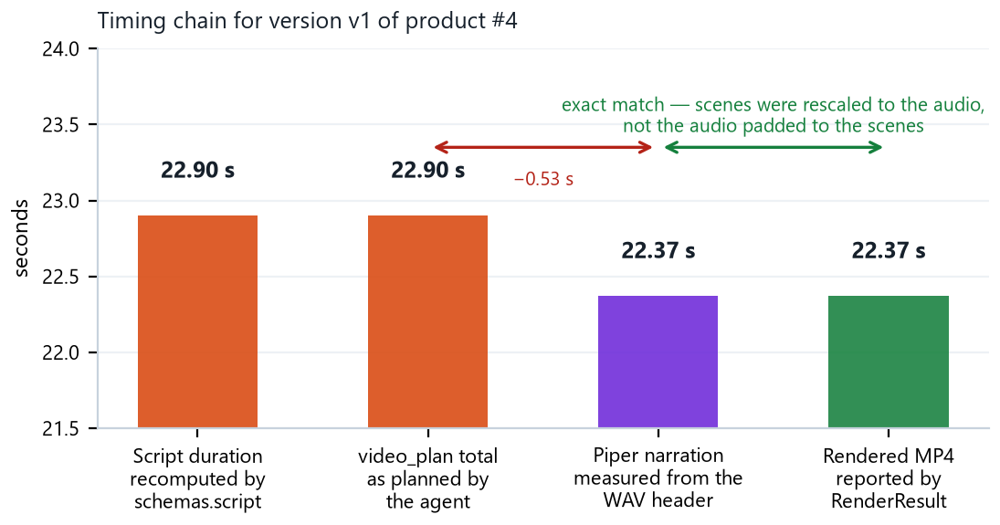 Timing chain for version v1 of product #4
24.0
23.5
23.0
22.5
22.0
21.5
seconds
exact match — scenes were rescaled to the audio,
not the audio padded to the scenes
−0.53 s
22.90 s
22.90 s
22.37 s
22.37 s
Script duration
recomputed by
schemas.script
video_plan total
as planned by
the agent
Piper narration
measured from the
WAV header
Rendered MP4
reported by
RenderResult